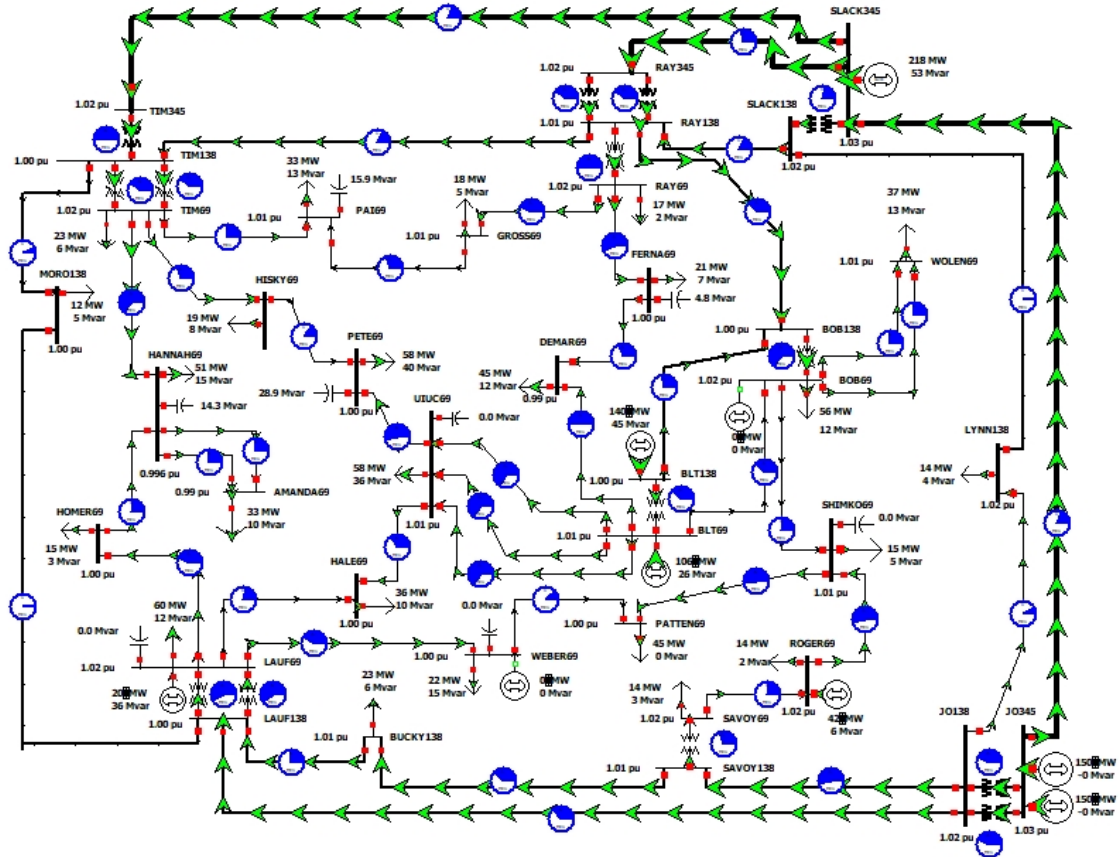 SLACK345
218 MW
53 Mvar
RAY345
1.02 pu
SLACK138
1.02 pu
TIM345
1.01 pu
RAY138
1.03 pu
1.00 pu
TIM138
33 MW
13 Mvar
15.9 Mvar
18 MW
5 Mvar
1.02 pu
1.02 pu
RAY69
17 MW
2 Mvar
37 MW
13 Mvar
1.02 pu
TIM69
1.01 pu
PAI69
23 MW
6 Mvar
1.01 pu
GROSS69
FERNA69
1.01 pu
WOLEN69
MORO138
12 MW
5 Mvar
1.00 pu
HISKY69
19 MW
8 Mvar
21 MW
7 Mvar
4.8 Mvar
1.00 pu
HANNAH69
51 MW
15 Mvar
14.3 Mvar
0.996 pu
PETE69
58 MW
40 Mvar
28.9 Mvar
1.00 pu
DEMAR69
45 MW
12 Mvar
0.99 pu
1.00 pu
BOB138
1.02 pu
BOB69
56 MW
12 Mvar
MW
0 Mvar
UIUC69
0.0 Mvar
58 MW
36 Mvar
1.01 pu
MW
45 Mvar
1.00 pu
BLT138
LYNN138
14 MW
4 Mvar
1.02 pu
0.99 pu
AMANDA69
33 MW
10 Mvar
HOMER69
15 MW
3 Mvar
1.00 pu
1.01 pu
BLT69
MW
26 Mvar
SHIMKO69
0.0 Mvar
15 MW
5 Mvar
1.01 pu
HALE69
36 MW
10 Mvar
1.00 pu
60 MW
12 Mvar
0.0 Mvar
1.02 pu
LAUF69
MW
36 Mvar
1.00 pu
LAUF138
0.0 Mvar
1.00 pu
WEBER69
22 MW
15 Mvar
MW
0 Mvar
1.00 pu
PATTEN69
45 MW
0 Mvar
ROGER69
14 MW
2 Mvar
1.02 pu
MW
6 Mvar
23 MW
6 Mvar
1.01 pu
BUCKY138
14 MW
3 Mvar
1.02 pu
SAVOY69
1.01 pu
SAVOY138
JO138
JO345
MW
-0 Mvar
MW
-0 Mvar
1.02 pu
1.03 pu